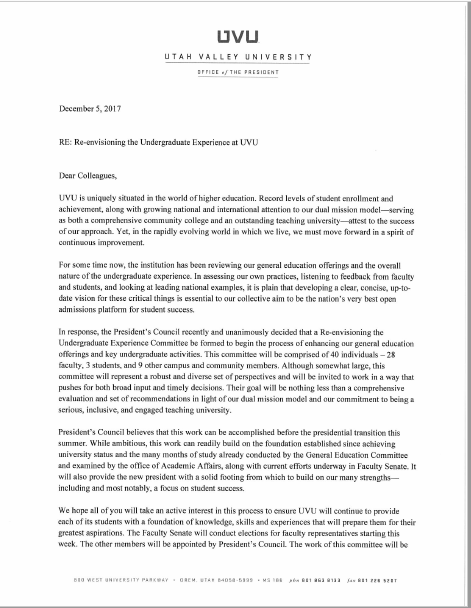 UVU
UTAH VALLEY UNIVERSITY
OFFICE of THE PRESIDENT
December 5, 2017
RE: Re-envisioning the Undergraduate Experience at UVU
Dear Colleagues,
UVU is uniquely situated in the world of higher education. Record levels of student enrollment and
achievement, along with growing national and international attention to our dual mission model—serving
as both a comprehensive community college and an outstanding teaching university—attest to the success
of our approach. Yet, in the rapidly evolving world in which we live, we must move forward in a spirit of
continuous improvement.
For some time now, the institution has been reviewing our general education offerings and the overall
nature of the undergraduate experience. In assessing our own practices, listening to feedback from faculty
and students, and looking at leading national examples, it is plain that developing a clear, concise, up-to-
date vision for these critical things is essential to our collective aim to be the nation's very best open
admissions platform for student success.
In response, the President's Council recently and unanimously decided that a Re-envisioning the
Undergraduate Experience Committee be formed to begin the process of enhancing our general education
offerings and key undergraduate activities. This committee will be comprised of 40 individuals – 28
faculty, 3 students, and 9 other campus and community members. Although somewhat large, this
committee will represent a robust and diverse set of perspectives and will be invited to work in a way that
pushes for both broad input and timely decisions. Their goal will be nothing less than a comprehensive
evaluation and set of recommendations in light of our dual mission model and our commitment to being a
serious, inclusive, and engaged teaching university.
President's Council believes that this work can be accomplished before the presidential transition this
summer. While ambitious, this work can readily build on the foundation established since achieving
university status and the many months of study already conducted by the General Education Committee
and examined by the office of Academic Affairs, along with current efforts underway in Faculty Senate. It
will also provide the new president with a solid footing from which to build on our many strengths—
including and most notably, a focus on student success.
We hope all of you will take an active interest in this process to ensure UVU will continue to provide
each of its students with a foundation of knowledge, skills and experiences that will prepare them for their
greatest aspirations. The Faculty Senate will conduct elections for faculty representatives starting this
week. The other members will be appointed by President's Council. The work of this committee will be
800 WEST UNIVERSITY PARKWAY • OREM, UTAH 84058-5999 • MS 186 phn 801 863 8133 fax 801 226 5207